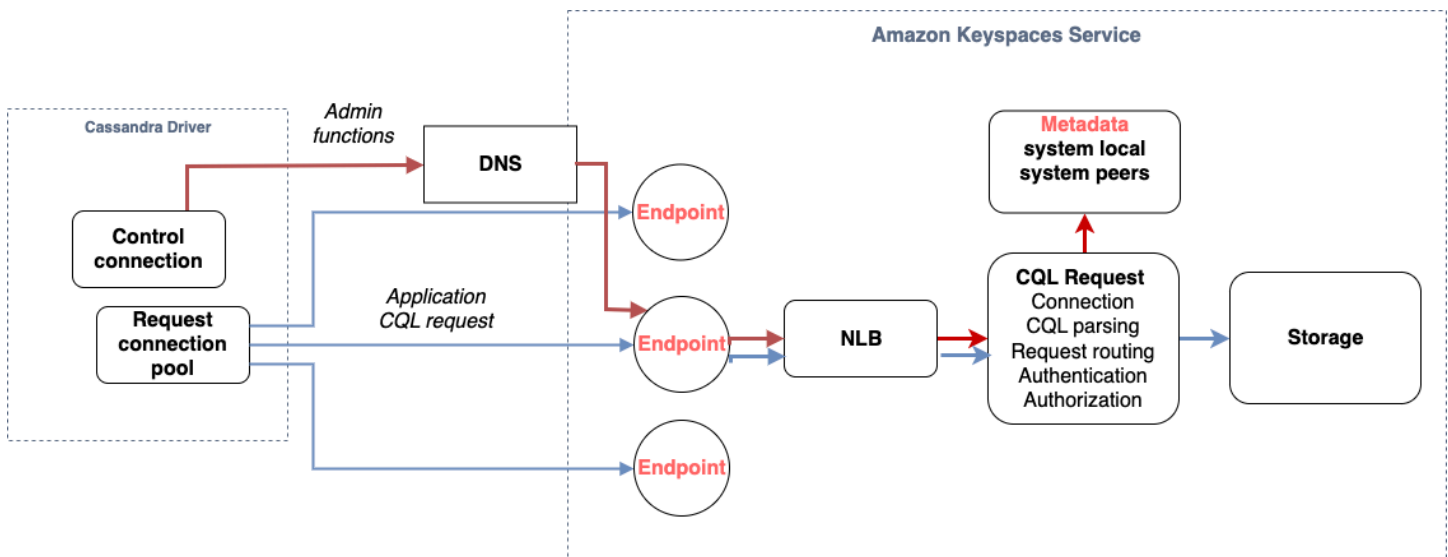 Amazon Keyspaces Service
Cassandra Driver
Admin
functions
DNS
Control
connection
Request
connection
pool
Application
CQL request
Endpoint
Endpoint
Endpoint
NLB
Metadata
system local
system peers
CQL Request
Connection
CQL parsing
Request routing
Authentication
Authorization
Storage